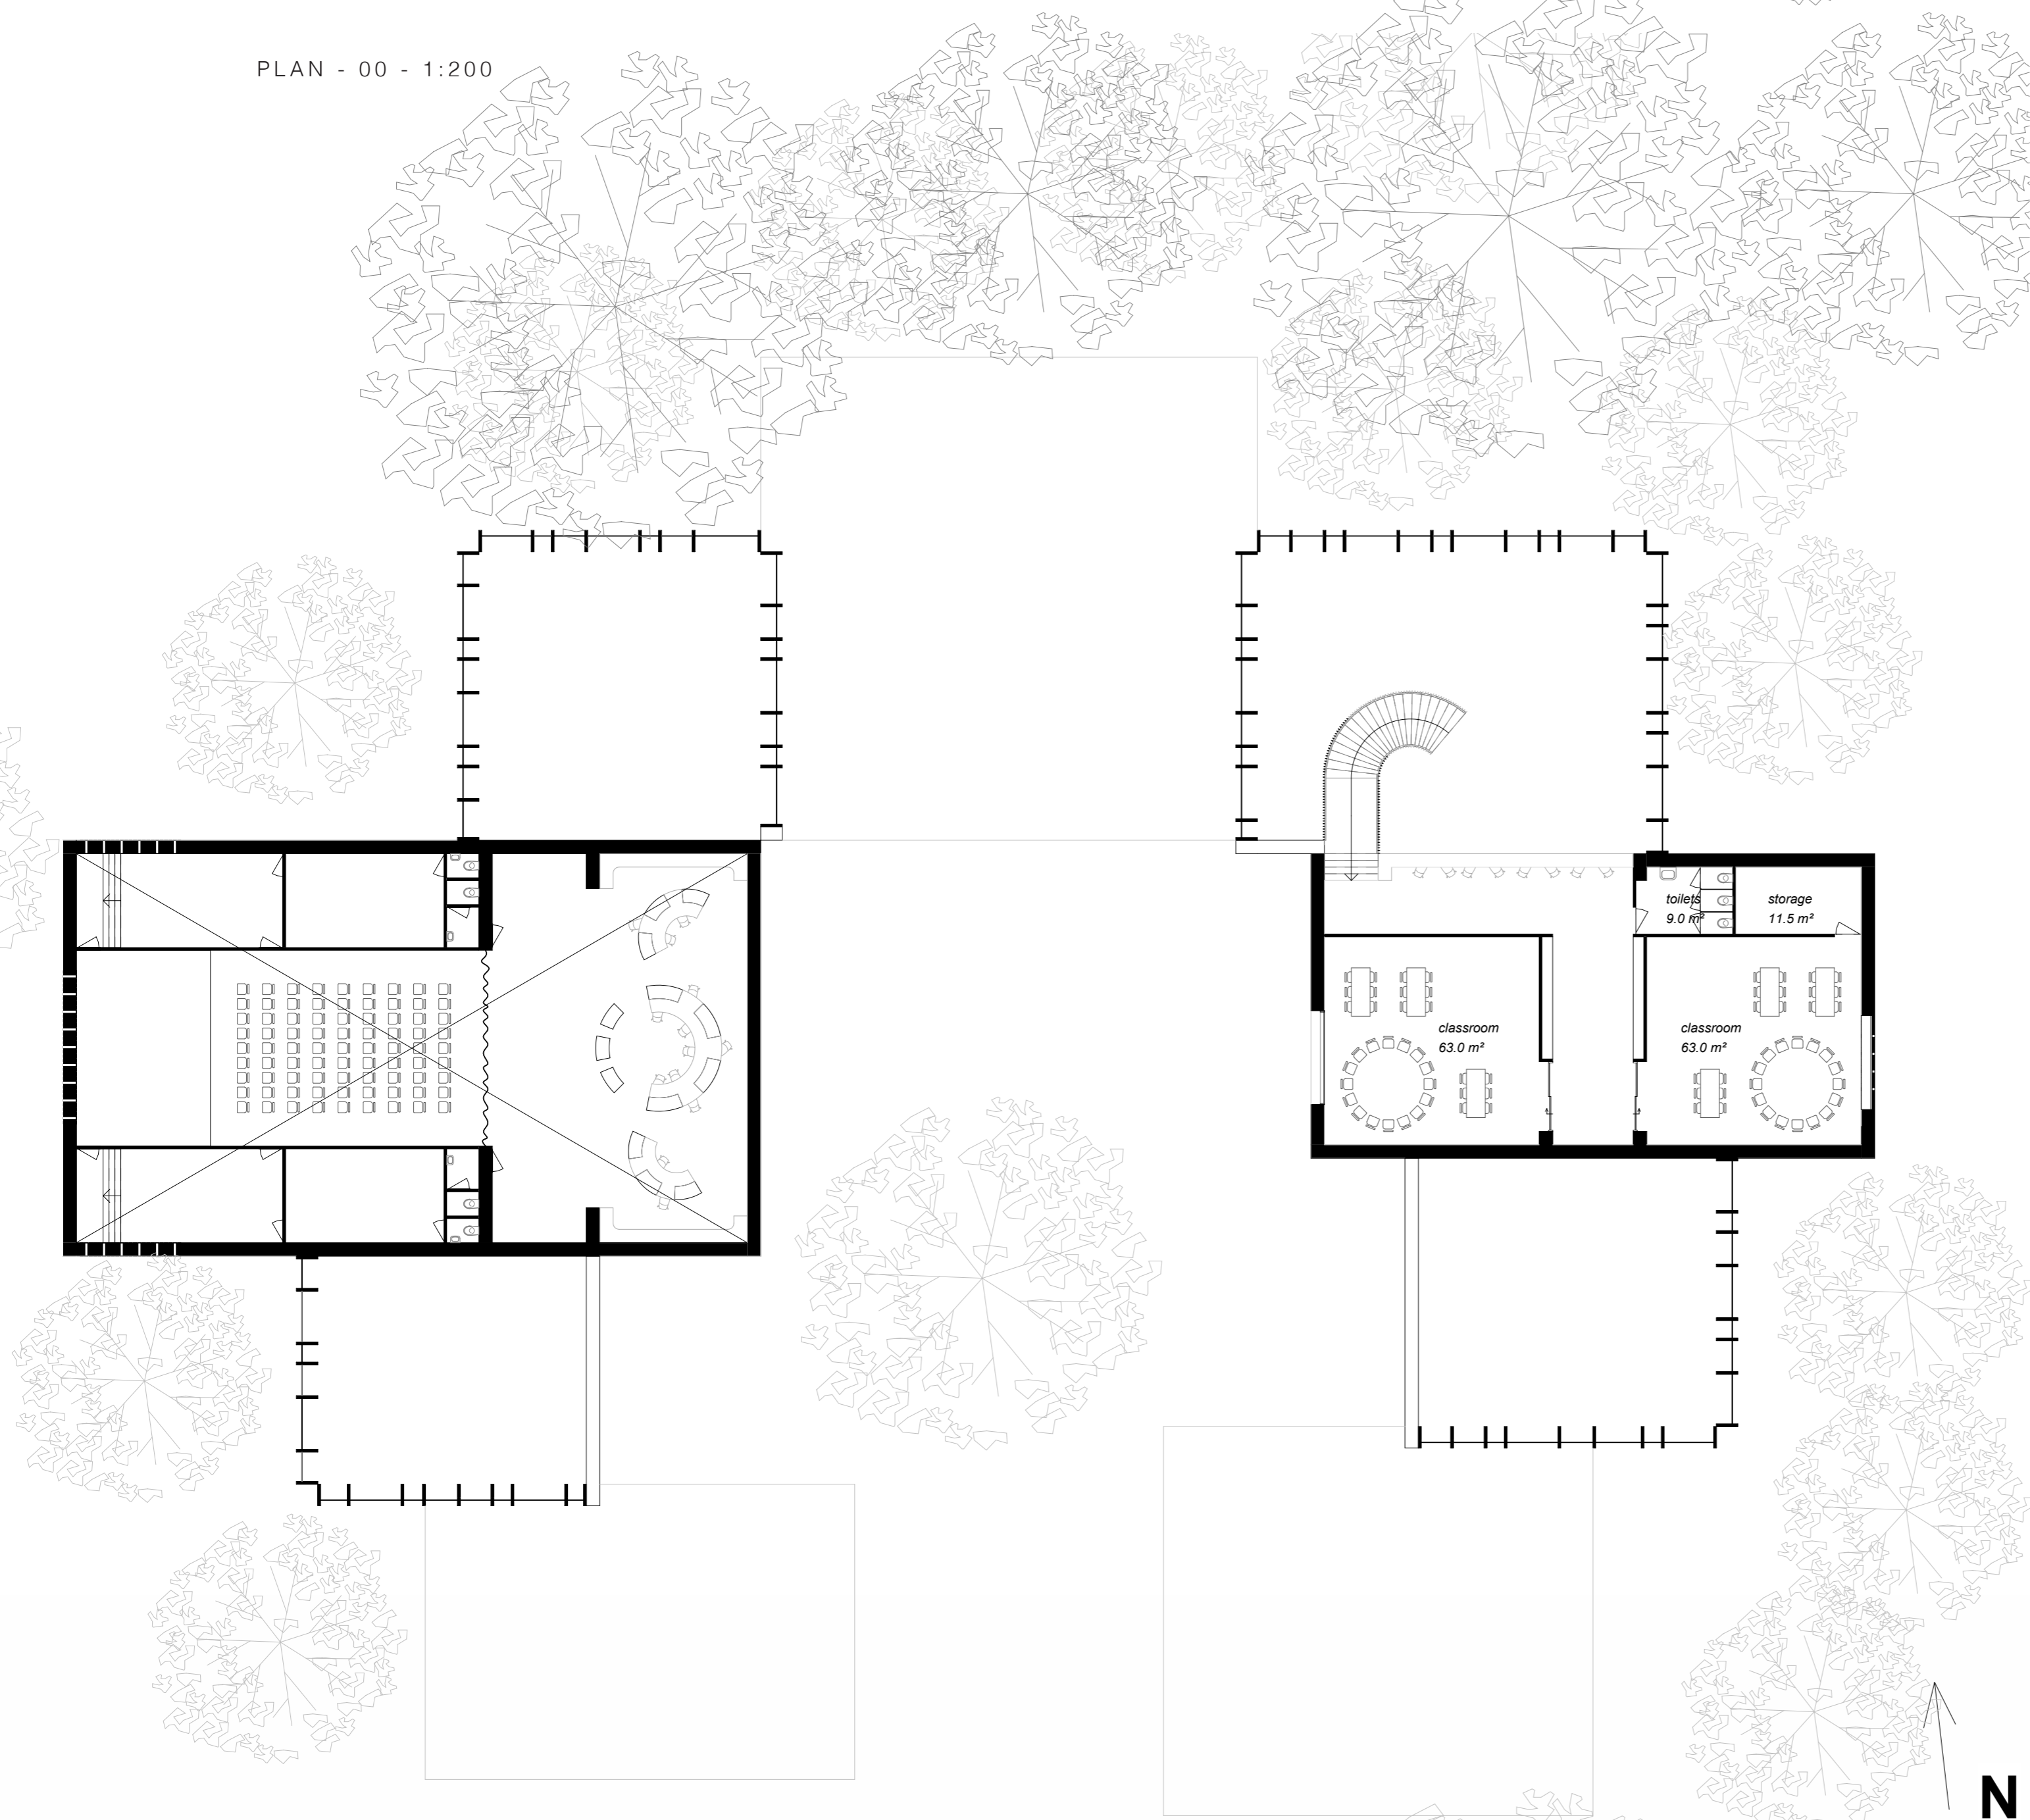 PLAN - 00 - 1:200
toilets
9.0 m²
storage
11.5 m²
classroom
63.0 m²
classroom
63.0 m²
N